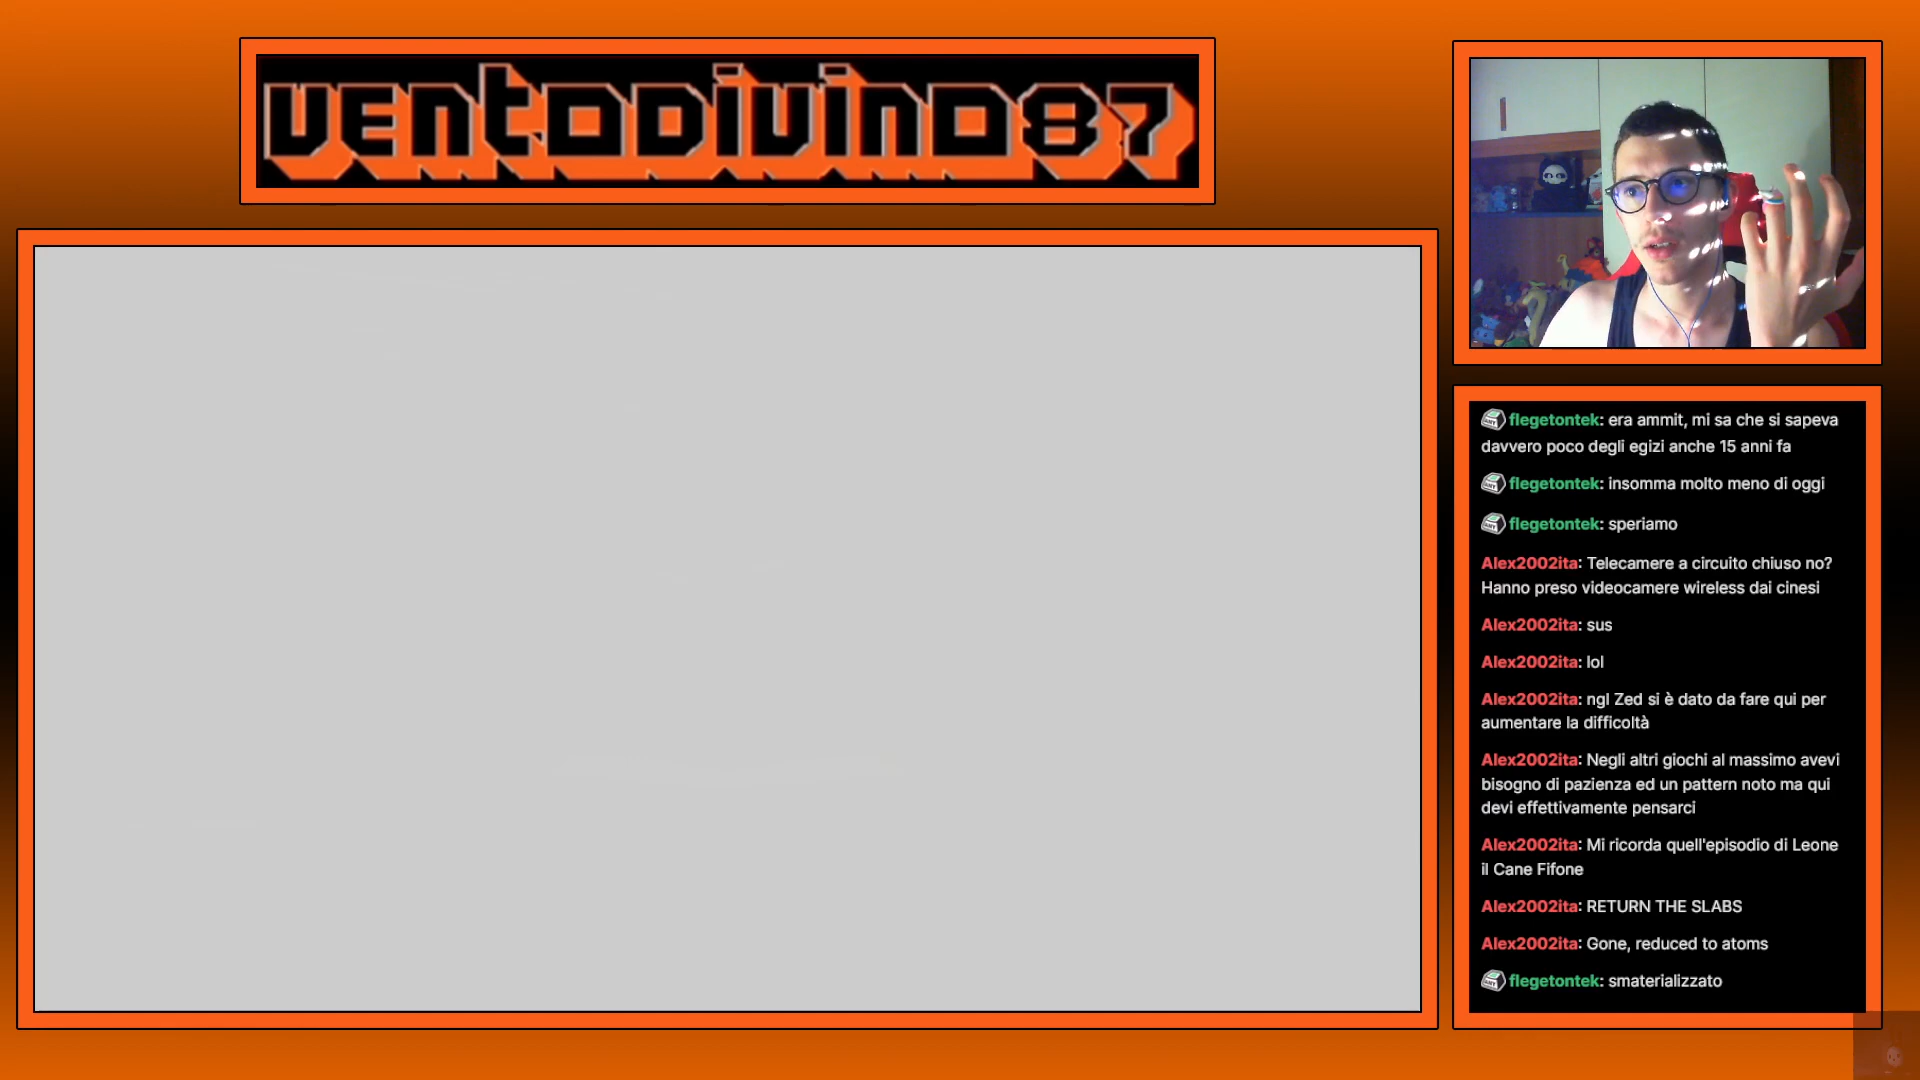 ventodivino87
flegetontek: era ammit, mi sa che si sapeva
davvero poco degli egizi anche 15 anni fa
flegetontek: insomma molto meno di oggi
flegetontek: speriamo
Alex2002ita: Telecamere a circuito chiuso no?
Hanno preso videocamere wireless dai cinesi
Alex2002ita: sus
Alex2002ita: lol
Alex2002ita: ngl Zed si è dato da fare qui per
aumentare la difficoltà
Alex2002ita: Negli altri giochi al massimo avevi
bisogno di pazienza ed un pattern noto ma qui
devi effettivamente pensarci
Alex2002ita: Mi ricorda quell'episodio di Leone
il Cane Fifone
Alex2002ita: RETURN THE SLABS
Alex2002ita: Gone, reduced to atoms
flegetontek: smaterializzato